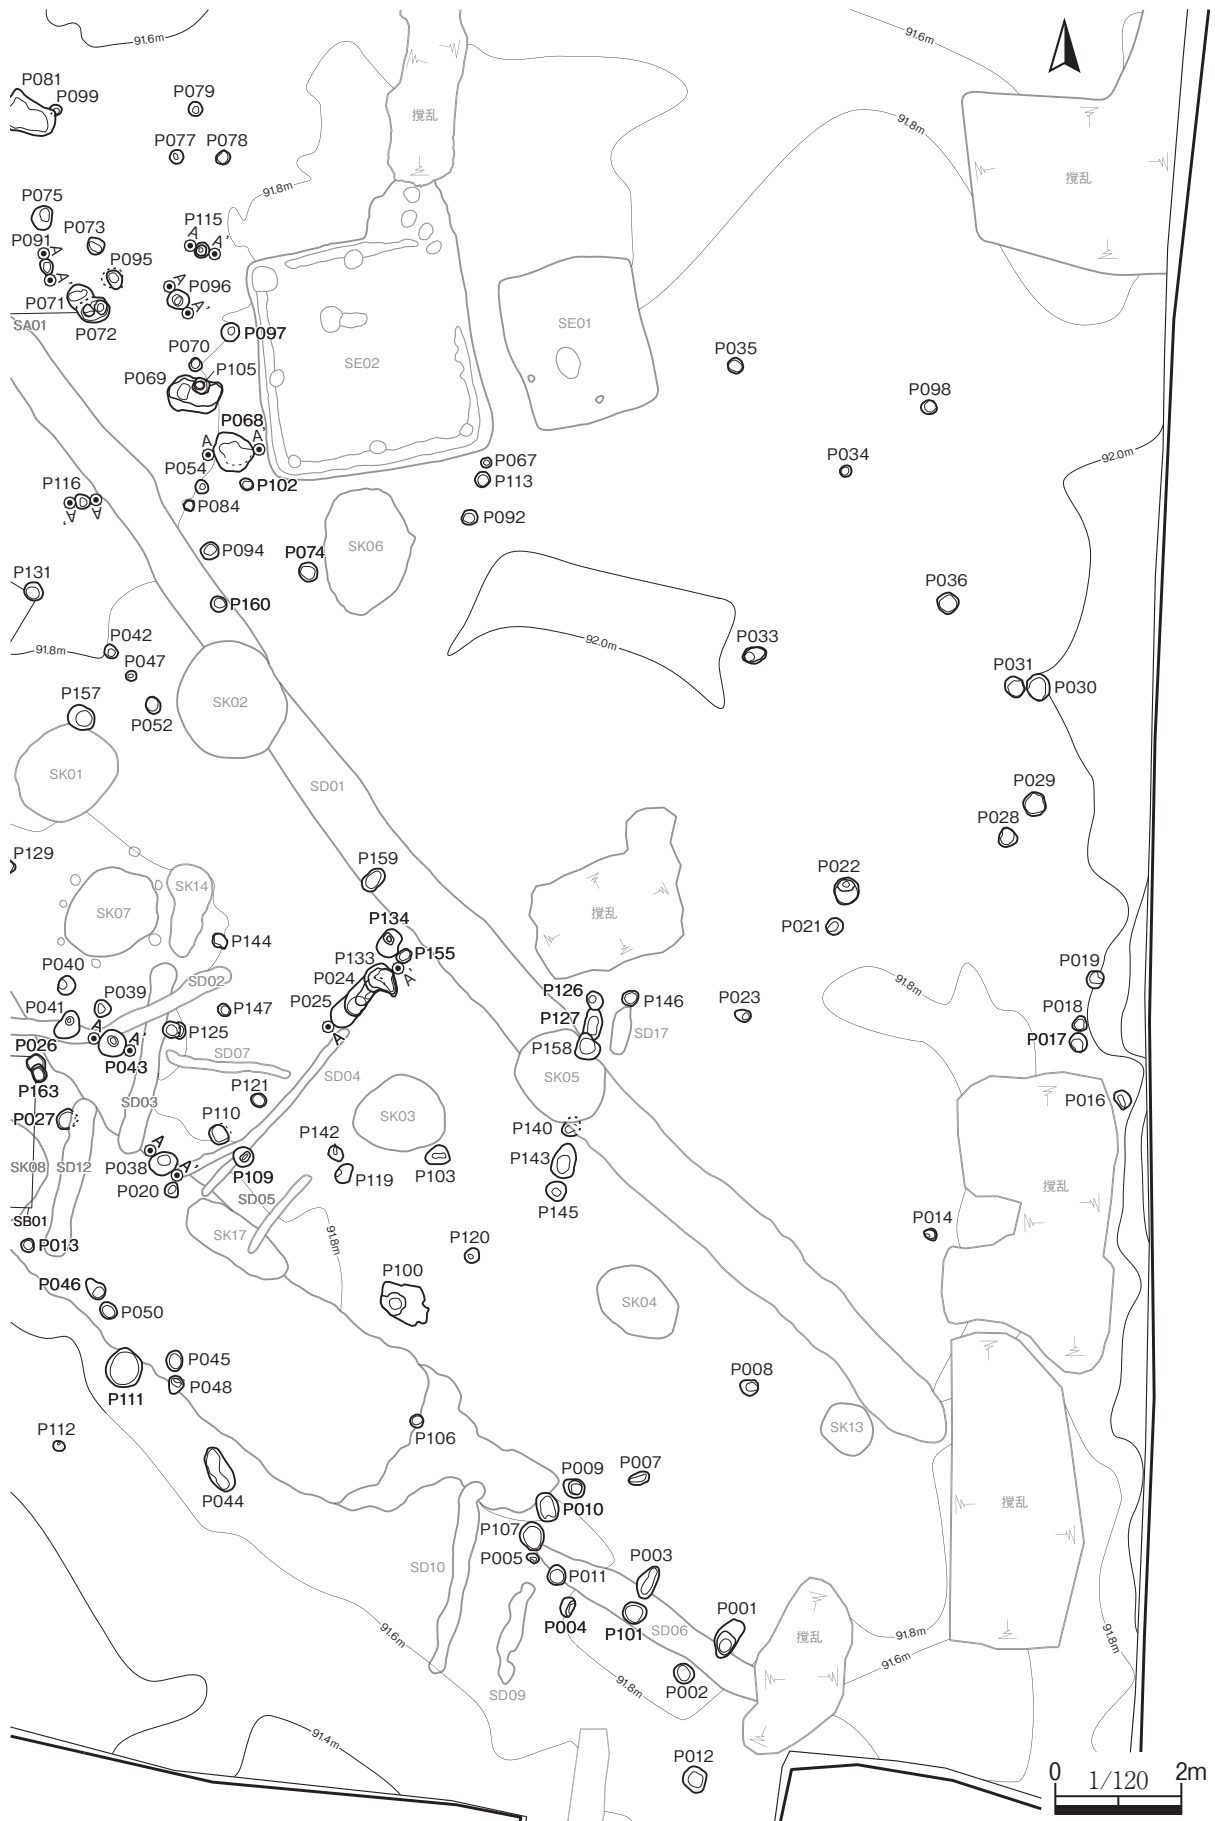 91.6m
91.6m
P081
P099
P079
攪乱
91.8m
P077
P078
91.8m
攪乱
P075
P115
P073
A
A'
P091
A
P095
A'
A
P096
A'
P071
P072
SA01
P097
SE01
SE02
P070
P105
P069
P035
P098
P068
A
A'
P054
P067
P034
92.0m
P116
P102
P113
A'
A
P084
P092
P094
P074
SK06
P131
P160
P036
91.8m
P042
92.0m
P033
P047
P031
P030
P157
P052
SK02
SK01
SD01
P029
P028
P129
P159
P022
SK14
SK07
攪乱
P134
P021
P144
P155
P133
P040
SD02
P024
A'
P019
91.8m
P039
P025
P126
P146
P023
P041
P147
P018
A
A'
P125
A
P127
SD17
P017
P026
P043
SD07
P158
SD04
SK05
P163
P121
SK03
P016
P027
SD03
P110
P140
A
P142
SK08
SD12
P038
A'
P109
P143
P020
P119
P103
攪乱
SD05
SB01
SK17
P145
P014
P013
91.8m
P120
P046
P100
SK04
P050
P045
P008
P111
P048
P112
P106
SK13
P007
P009
P044
P010
攪乱
P107
P005
P003
SD10
P011
P001
P004
P101
SD06
91.6m
攪乱
91.8m
91.8m
91.6m
SD09
91.8m
P002
91.4m
P012
0
1/120
2m